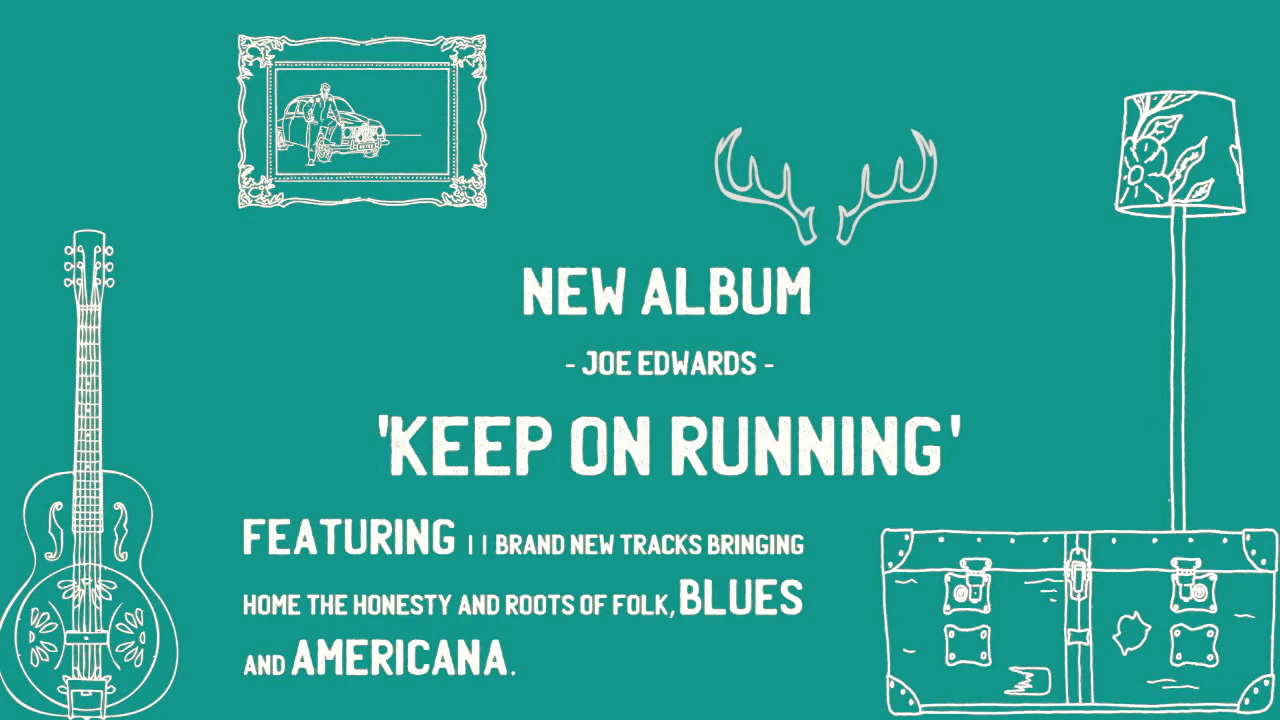 NEW ALBUM
- JOE EDWARDS -
'KEEP ON RUNNING'
FEATURING 11 BRAND NEW TRACKS BRINGING
HOME THE HONESTY AND ROOTS OF FOLK, BLUES
AND AMERICANA.